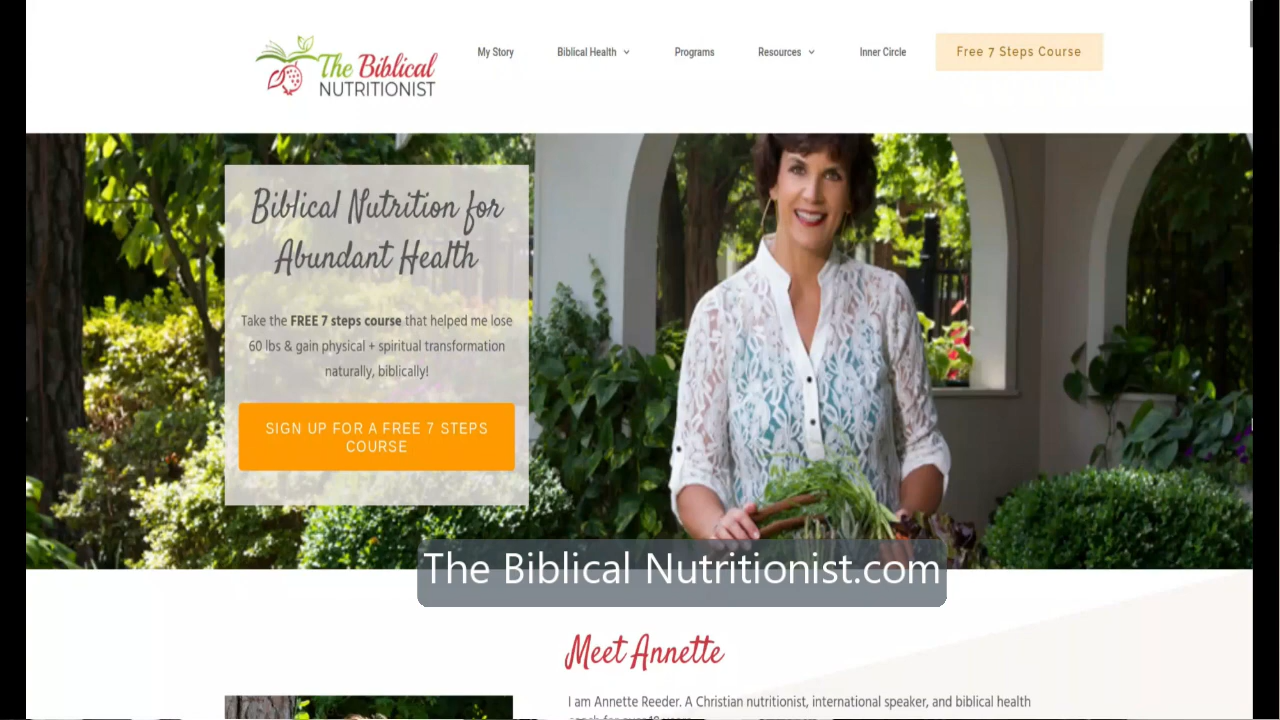 The Biblical
NUTRITIONIST
My Story
Biblical Health
Programs
Resources
Inner Circle
Free 7 Steps Course
Biblical Nutrition for
Abundant Health
Take the FREE 7 steps course that helped me lose
60 lbs & gain physical + spiritual transformation
naturally, biblically!
SIGN UP FOR A FREE 7 STEPS
COURSE
The Biblical Nutritionist.com
Meet Annette
I am Annette Reeder. A Christian nutritionist, international speaker, and biblical health